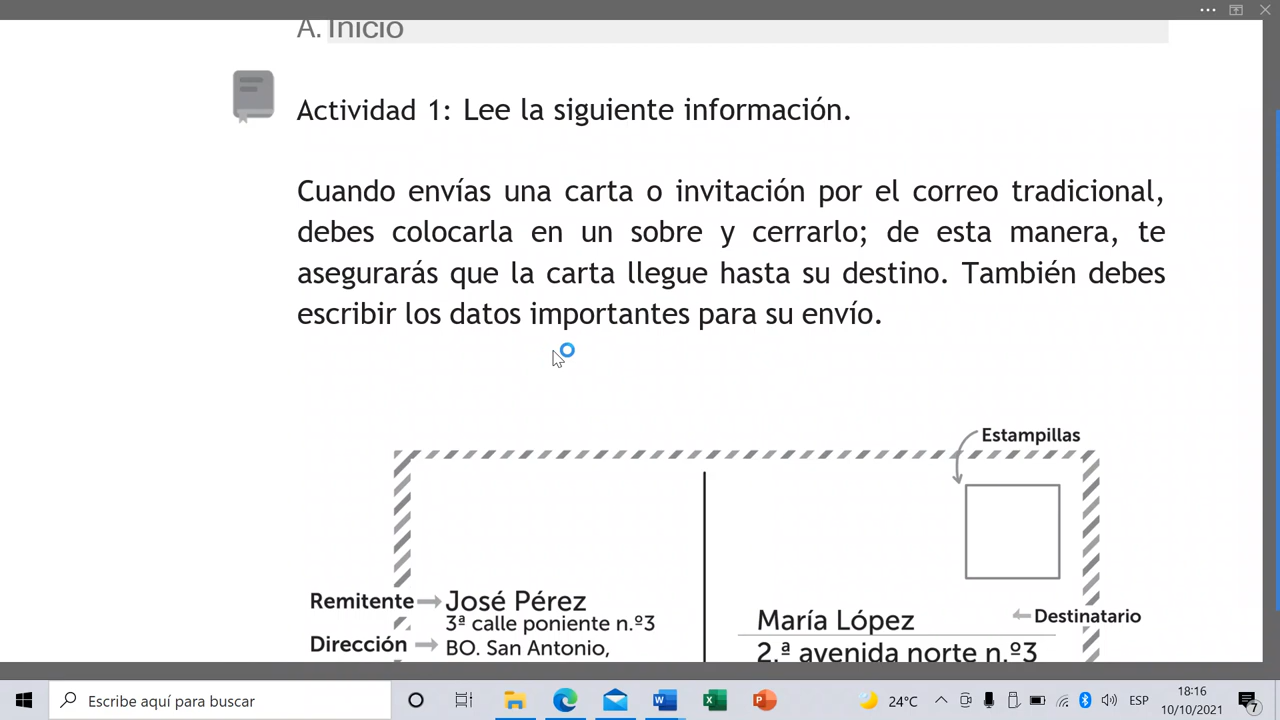 A. Inicio
Actividad 1: Lee la siguiente información.
Cuando envías una carta o invitación por el correo tradicional,
debes colocarla en un sobre y cerrarlo; de esta manera, te
asegurarás que la carta llegue hasta su destino. También debes
escribir los datos importantes para su envío.
Estampillas
Remitente José Pérez
3ª calle poniente n.º3
Dirección BO. San Antonio,
María López Destinatario
2.ª avenida norte n.º3
Escribe aquí para buscar
24°C
ESP
18:16
10/10/2021
7